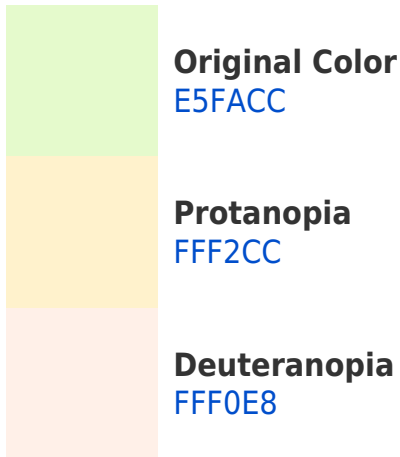 Original Color
E5FACC
Protanopia
FFF2CC
Deuteranopia
FFF0E8